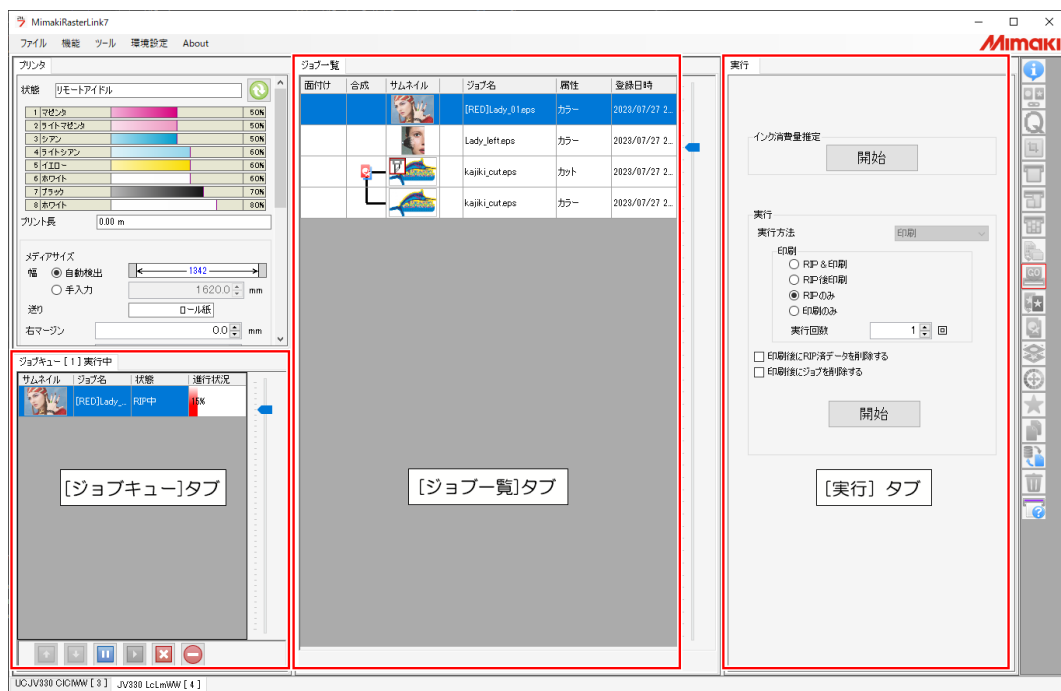 MimakiRasterLink7
ファイル 機能 ツール 環境設定 About
Mimaki
プリンタ
状態 リモートアイドル
1 マゼンタ 50%
2 ライトマゼンタ 50%
3 シアン 50%
4 ライトシアン 60%
5 イエロー 60%
6 ホワイト 60%
7 ブラック 70%
8 ホワイト 80%
プリント長 0.00 m
メディアサイズ
幅 自動検出 1342
手入力 1620.0 mm
送り ロール紙
右マージン 0.0 mm
ジョブキュー [ 1 ] 実行中
サムネイル ジョブ名 状態 進行状況
[RED]Lady_... RIP中 15%
[ジョブキュー]タブ
ジョブ一覧
面付け 合成 サムネイル ジョブ名 属性 登録日時
[RED]Lady_01.eps カラー 2023/07/27 2...
Lady_left.eps カラー 2023/07/27 2...
kajiki_cut.eps カット 2023/07/27 2...
kajiki_cut.eps カラー 2023/07/27 2...
[ジョブ一覧]タブ
実行
インク消費量推定
開始
実行
実行方法 印刷
印刷
RIP & 印刷
RIP後印刷
RIPのみ
印刷のみ
実行回数 1 回
印刷後にRIP済データを削除する
印刷後にジョブを削除する
開始
[実行] タブ
GO
UCJV330 ClClWW [ 3 ] JV330 LcLmWW [ 4 ]